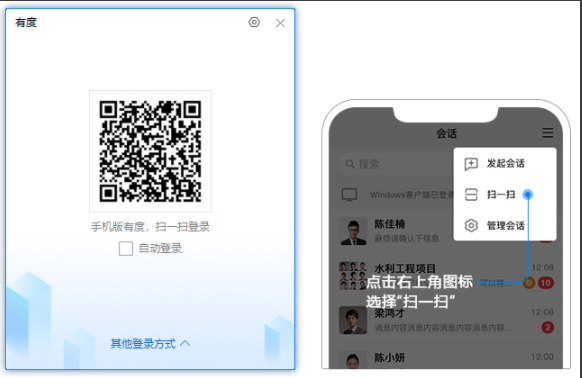 有度
手机版有度，扫一扫登录
自动登录
其他登录方式
会话
搜索
发起会话
扫一扫
管理会话
Windows客户端已登录
陈佳楠
麻烦请确认下信息
水利工程项目
12:08
可以将...
10
点击右上角图标
选择“扫一扫”
梁鸿才
12:08
消息内容消息内容消息内容消息内容...
2
陈小妍
12:00